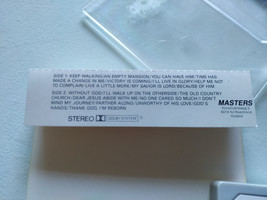 SIDE 1: KEEP WALKING/AN EMPTY MANSION/YOU CAN HAVE HIM/TIME HAS
MADE A CHANGE IN ME/VICTORY IS COMING/I'LL LIVE IN GLORY/HELP ME NOT
TO COMPLAIN/LIVE A LITTLE MORE/MY SAVIOR IS LORD/BECAUSE OF HIM
SIDE 2: WITHOUT GOD/I'LL WALK UP ON THE OTHERSIDE/THE OLD COUNTRY
CHURCH/DEAR JESUS ABIDE WITH ME/NO ONE CARED SO MUCH/I DON'T
MIND MY JOURNEY/FARTHER ALONG/UNWORTHY OF HIS LOVE/GOD'S
HANDS/THANK GOD, I'M REBORN
STEREO DOLBY SYSTEM
MASTERS